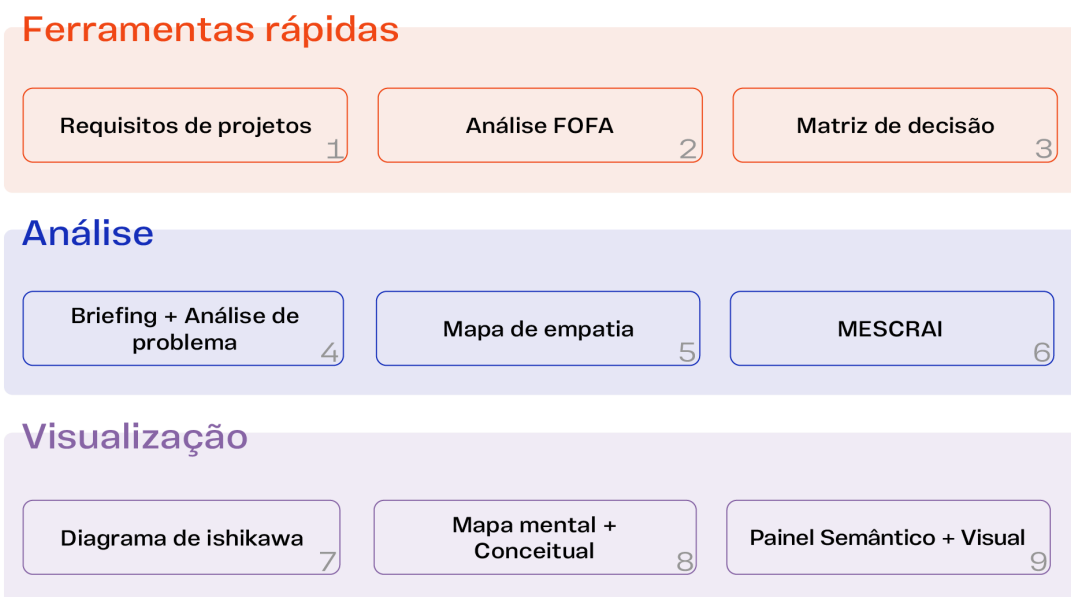 Ferramentas rápidas
Requisitos de projetos
1
Análise FOFA
2
Matriz de decisão
3
Análise
Briefing + Análise de
problema
4
Mapa de empatia
5
MESCRAI
6
Visualização
Diagrama de ishikawa
7
Mapa mental +
Conceitual
8
Painel Semântico + Visual
9